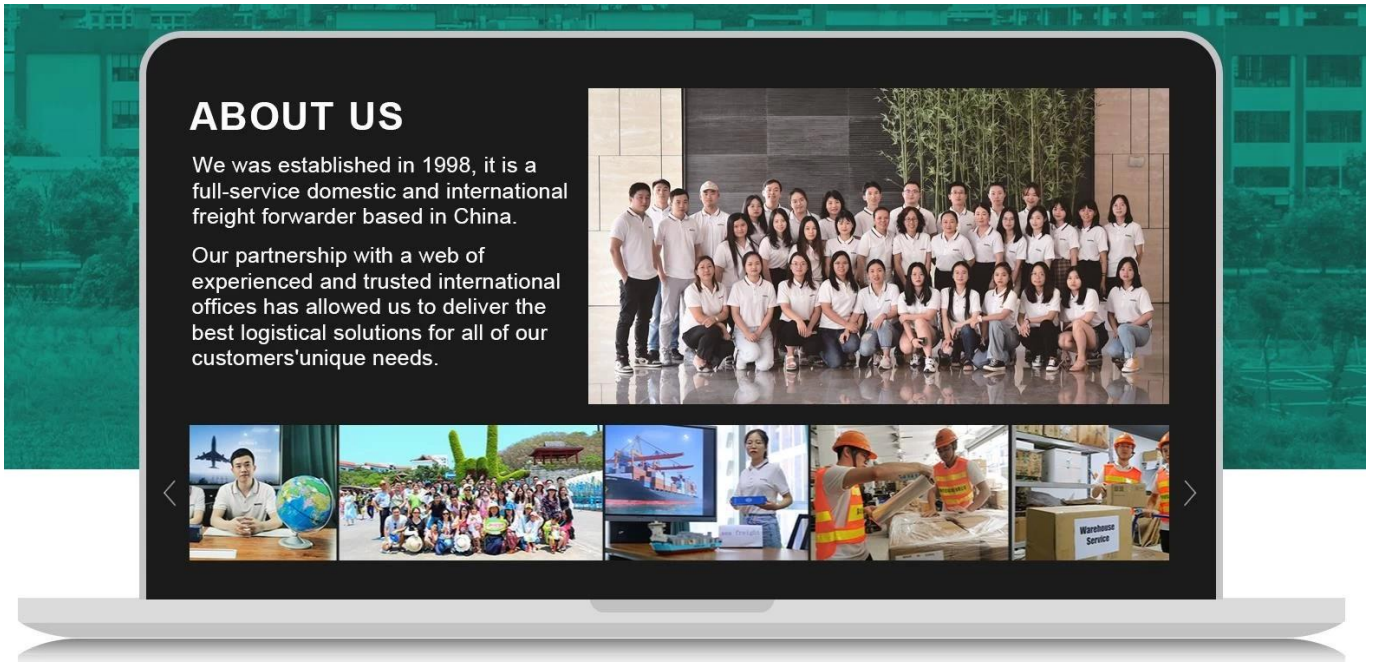 ABOUT US
We was established in 1998, it is a
full-service domestic and international
freight forwarder based in China.
Our partnership with a web of
experienced and trusted international
offices has allowed us to deliver the
best logistical solutions for all of our
customers'unique needs.
sea freight
Warehouse
Service